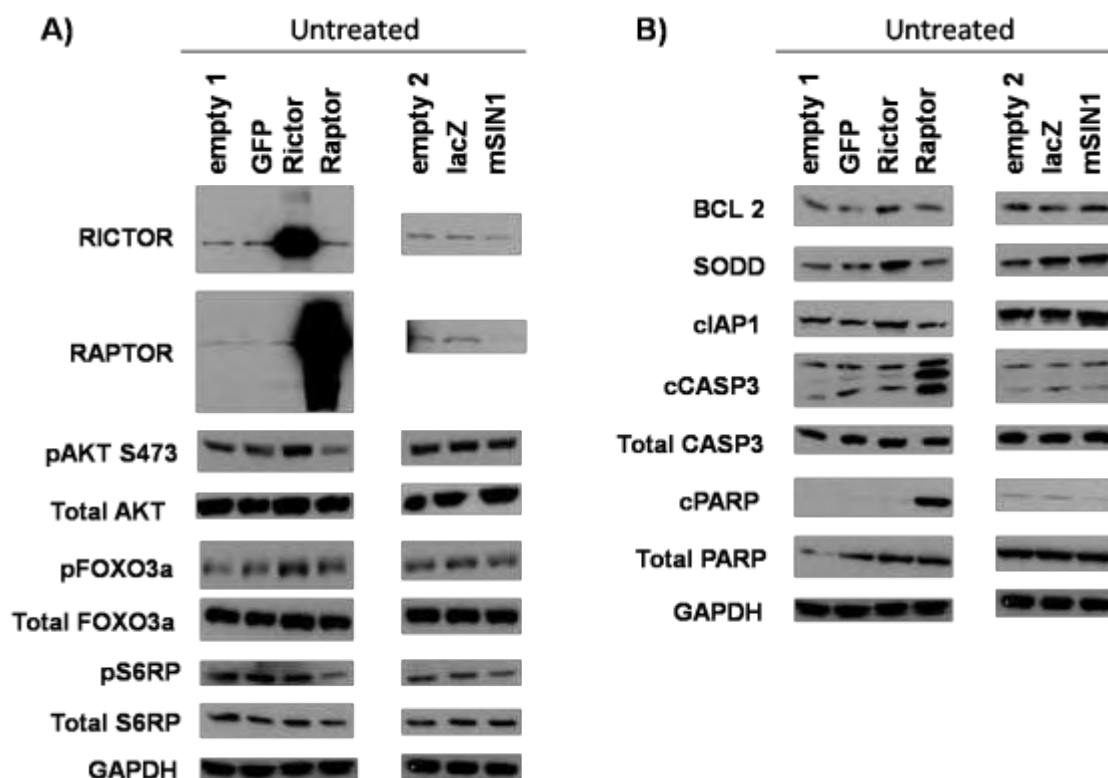 A)
Untreated
empty 1
GFP
Rictor
Raptor
empty 2
lacZ
mSIN1
RICTOR
RAPTOR
pAKT S473
Total AKT
pFOXO3a
Total FOXO3a
pS6RP
Total S6RP
GAPDH
B)
Untreated
empty 1
GFP
Rictor
Raptor
empty 2
lacZ
mSIN1
BCL 2
SODD
cIAP1
cCASP3
Total CASP3
cPARP
Total PARP
GAPDH